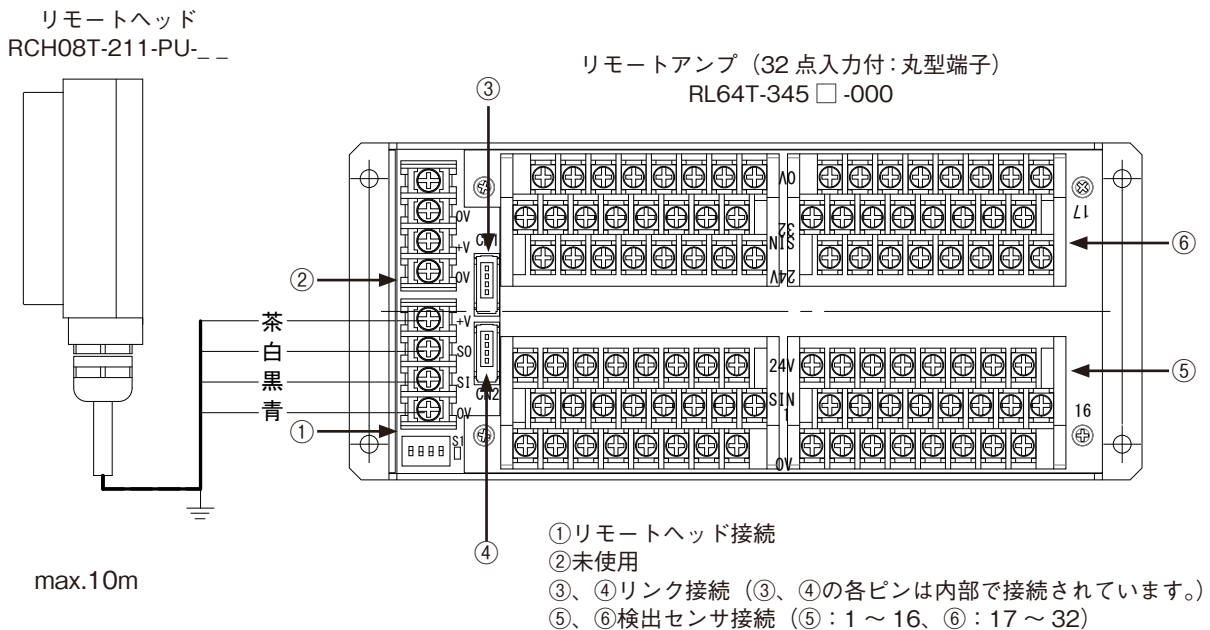 リモートヘッド
RCH08T-211-PU-_ _
リモートアンプ（32 点入力付：丸型端子）
RL64T-345 □ -000
③
0V
+V
0V
CN1
②
茶
白
黒
青
+V
SO
SI
0V
CN2
①
S1
④
0V
32
SIN
24V
17
⑥
24V
SIN
1
0V
16
⑤
max.10m
①リモートヘッド接続
②未使用
③、④リンク接続（③、④の各ピンは内部で接続されています。）
⑤、⑥検出センサ接続（⑤：1 ～ 16、⑥：17 ～ 32）